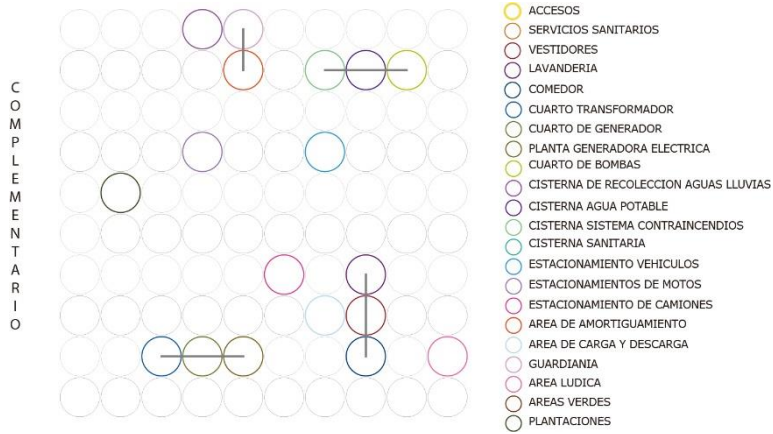 COMPLEMENTARIO
ACCESOS
SERVICIOS SANITARIOS
VESTIDORES
LAVANDERIA
COMEDOR
CUARTO TRANSFORMADOR
CUARTO DE GENERADOR
PLANTA GENERADORA ELECTRICA
CUARTO DE BOMBAS
CISTERNA DE RECOLECCION AGUAS LLUVIAS
CISTERNA AGUA POTABLE
CISTERNA SISTEMA CONTRAINCENDIOS
CISTERNA SANITARIA
ESTACIONAMIENTO VEHICULOS
ESTACIONAMIENTOS DE MOTOS
ESTACIONAMIENTO DE CAMIONES
AREA DE AMORTIGUAMIENTO
AREA DE CARGA Y DESCARGA
GUARDIANIA
AREA LUDICA
AREAS VERDES
PLANTACIONES